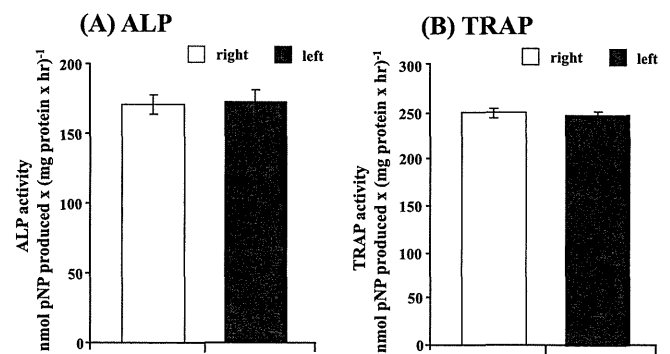 (A) ALP
right
left
ALP activity
nmol pNP produced x (mg protein x hr)-1
200
150
100
50
0
(B) TRAP
right
left
TRAP activity
nmol pNP produced x (mg protein x hr)-1
300
250
200
150
100
50
0